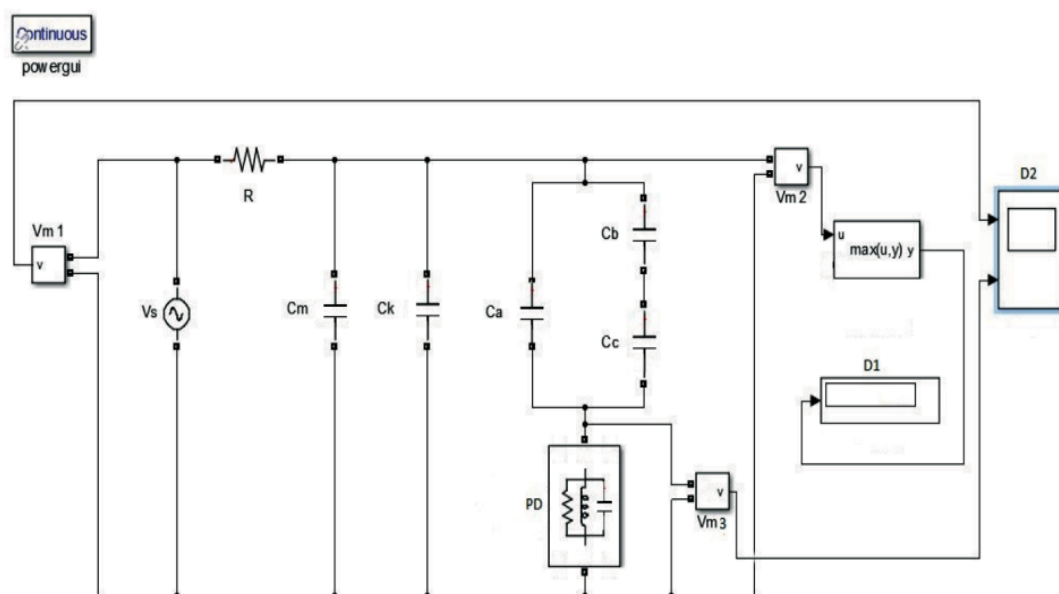 Continuous
powergui
D2
v
Vm 2
R
u
max(u,y) y
Vm 1
v
Cb
Vs
Cm
Ck
Ca
Cc
D1
PD
v
Vm 3